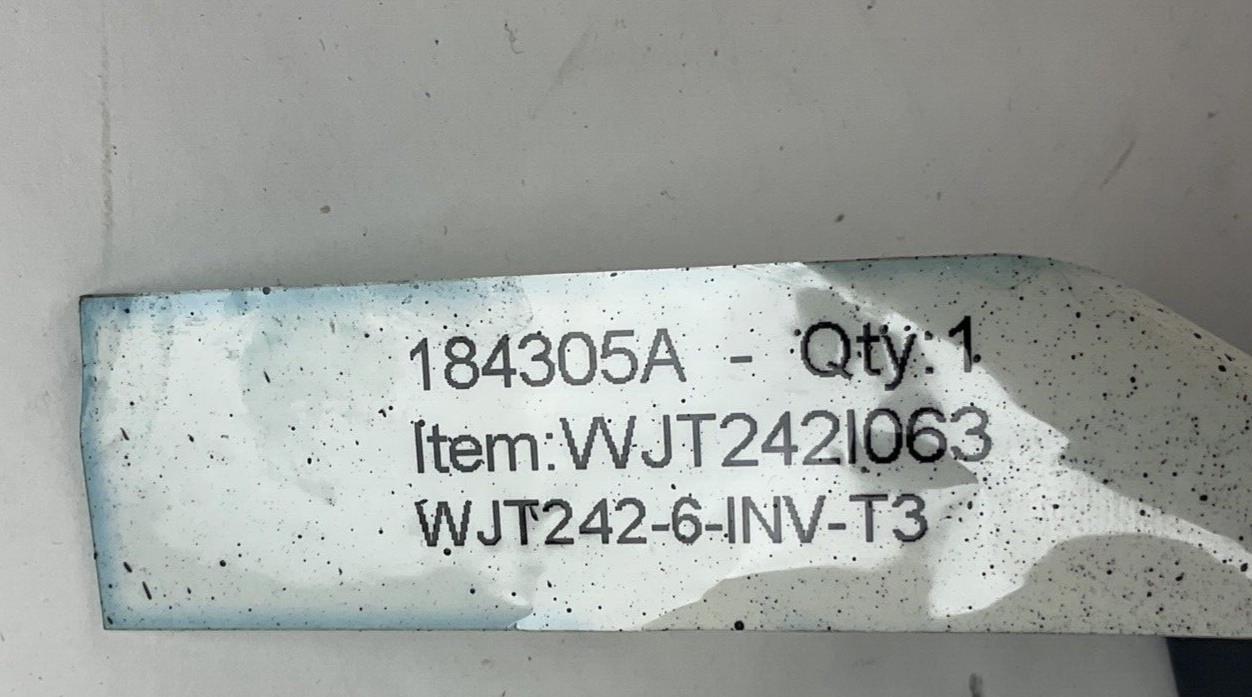 184305A - Qty:1
Item:WJT242I063
WJT242-6-INV-T3